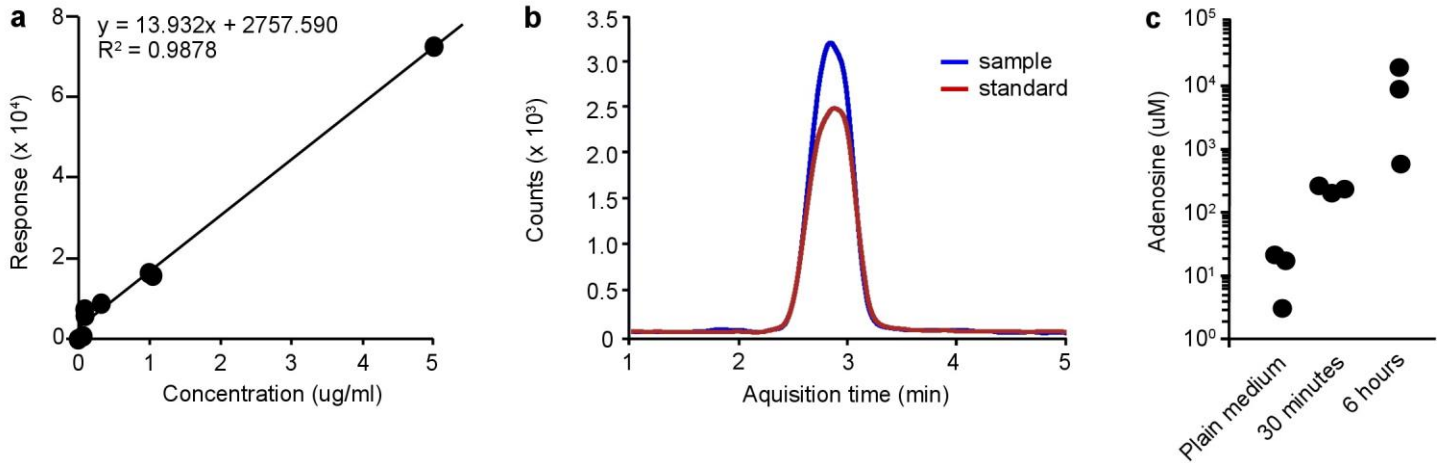 a
y = 13.932x + 2757.590
R² = 0.9878
Response (x 10⁴)
8
6
4
2
0
0 1 2 3 4 5
Concentration (ug/ml)
b
Counts (x 10³)
3.5
3.0
2.5
2.0
1.5
1.0
0.5
0
sample
standard
1 2 3 4 5
Aquisition time (min)
c
Adenosine (uM)
10⁵
10⁴
10³
10²
10¹
10⁰
Plain medium
30 minutes
6 hours